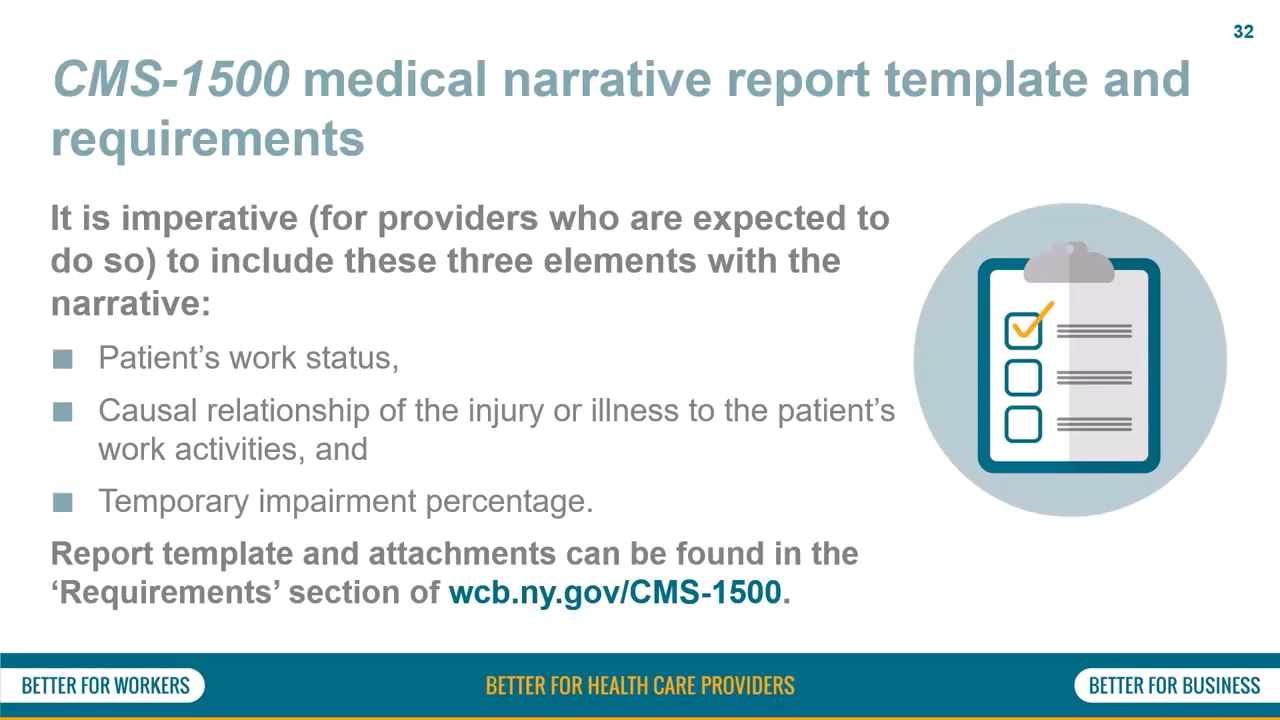 32
CMS-1500 medical narrative report template and
requirements
It is imperative (for providers who are expected to
do so) to include these three elements with the
narrative:
■ Patient’s work status,
■ Causal relationship of the injury or illness to the patient’s
work activities, and
■ Temporary impairment percentage.
Report template and attachments can be found in the
‘Requirements’ section of wcb.ny.gov/CMS-1500.
BETTER FOR WORKERS
BETTER FOR HEALTH CARE PROVIDERS
BETTER FOR BUSINESS